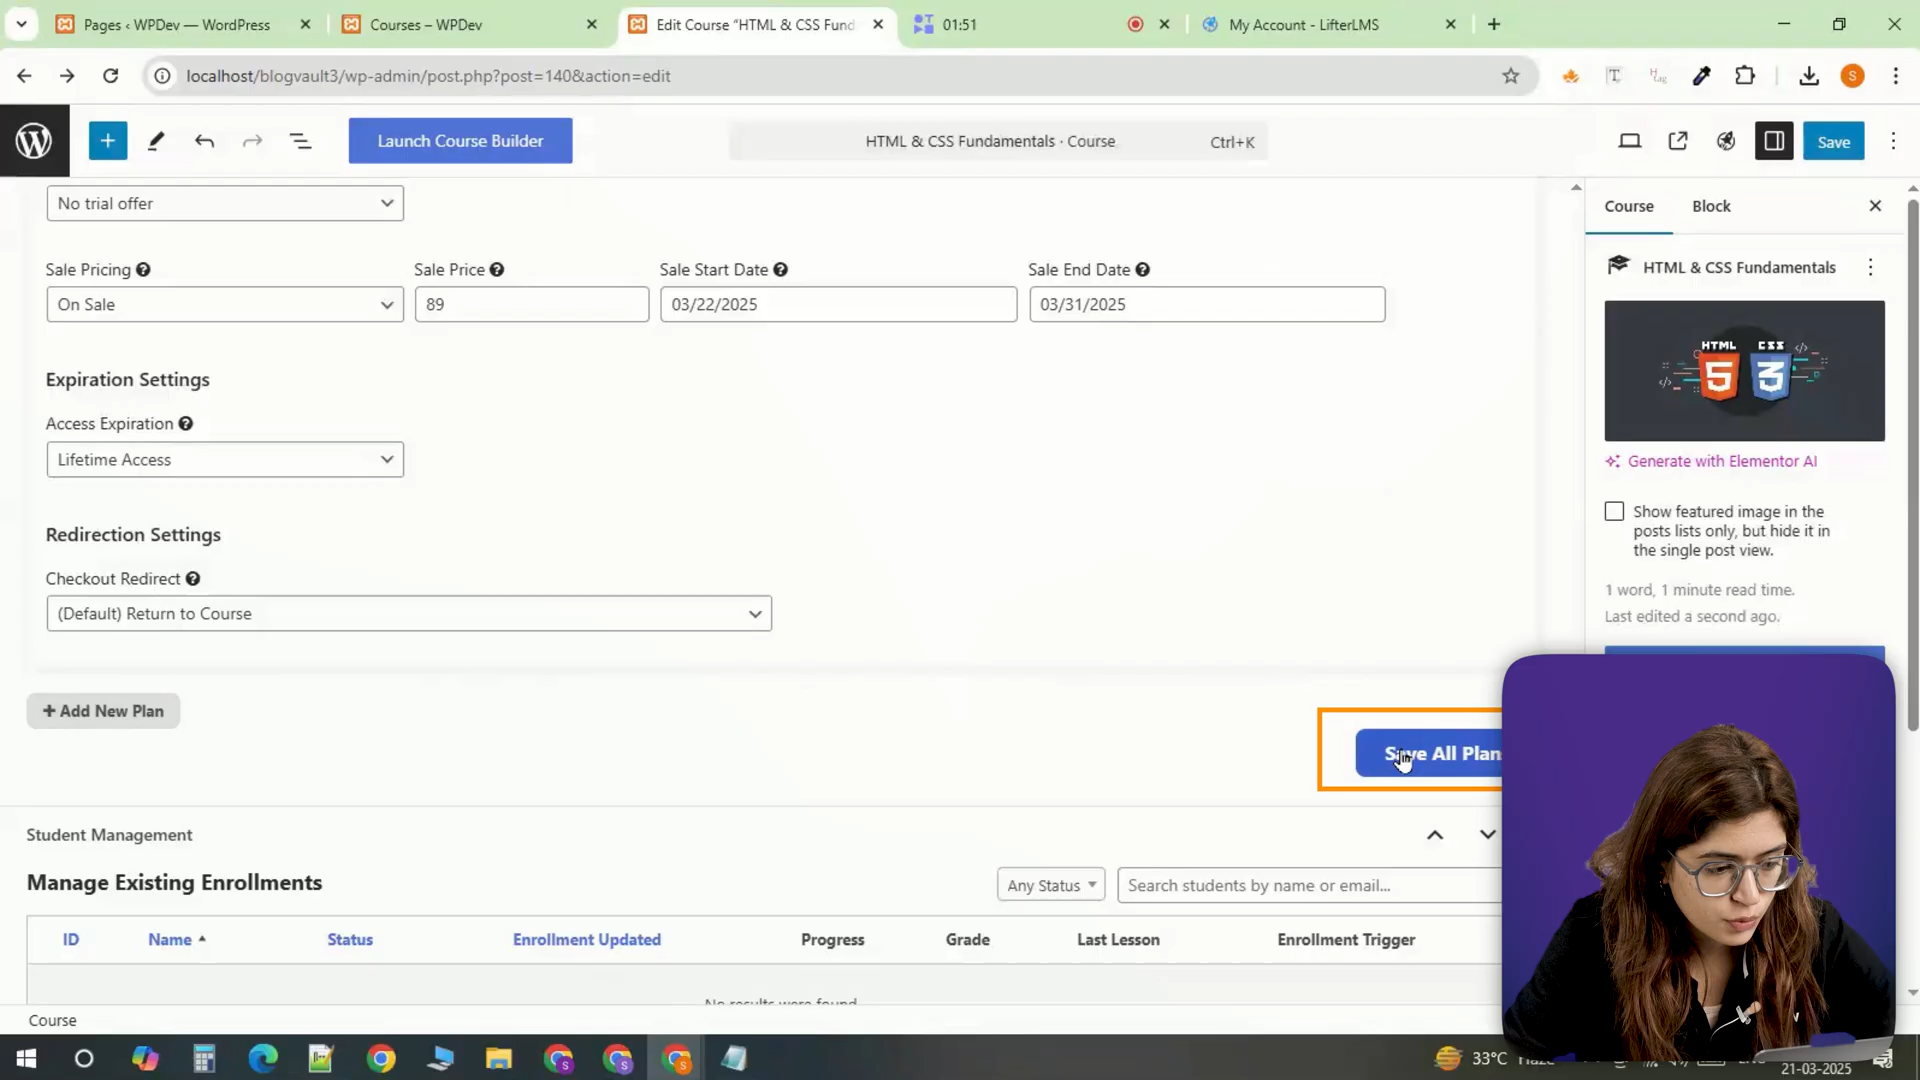 Pages ‹ WPDev — WordPress
Courses – WPDev
Edit Course “HTML & CSS Fund
01:51
My Account - LifterLMS
localhost/blogvault3/wp-admin/post.php?post=140&action=edit
S
Launch Course Builder
HTML & CSS Fundamentals · Course
Ctrl+K
Save
No trial offer
Course
Block
Sale Pricing
Sale Price
Sale Start Date
Sale End Date
HTML & CSS Fundamentals
On Sale
89
03/22/2025
03/31/2025
HTML
CSS
5
3
Expiration Settings
Access Expiration
Lifetime Access
Generate with Elementor AI
Show featured image in the
posts lists only, but hide it in
the single post view.
Redirection Settings
Checkout Redirect
1 word, 1 minute read time.
(Default) Return to Course
Last edited a second ago.
+ Add New Plan
Save All Plans
Student Management
Manage Existing Enrollments
Any Status
Search students by name or email...
ID
Name
Status
Enrollment Updated
Progress
Grade
Last Lesson
Enrollment Trigger
No results were found
Course
33°C
21-03-2025